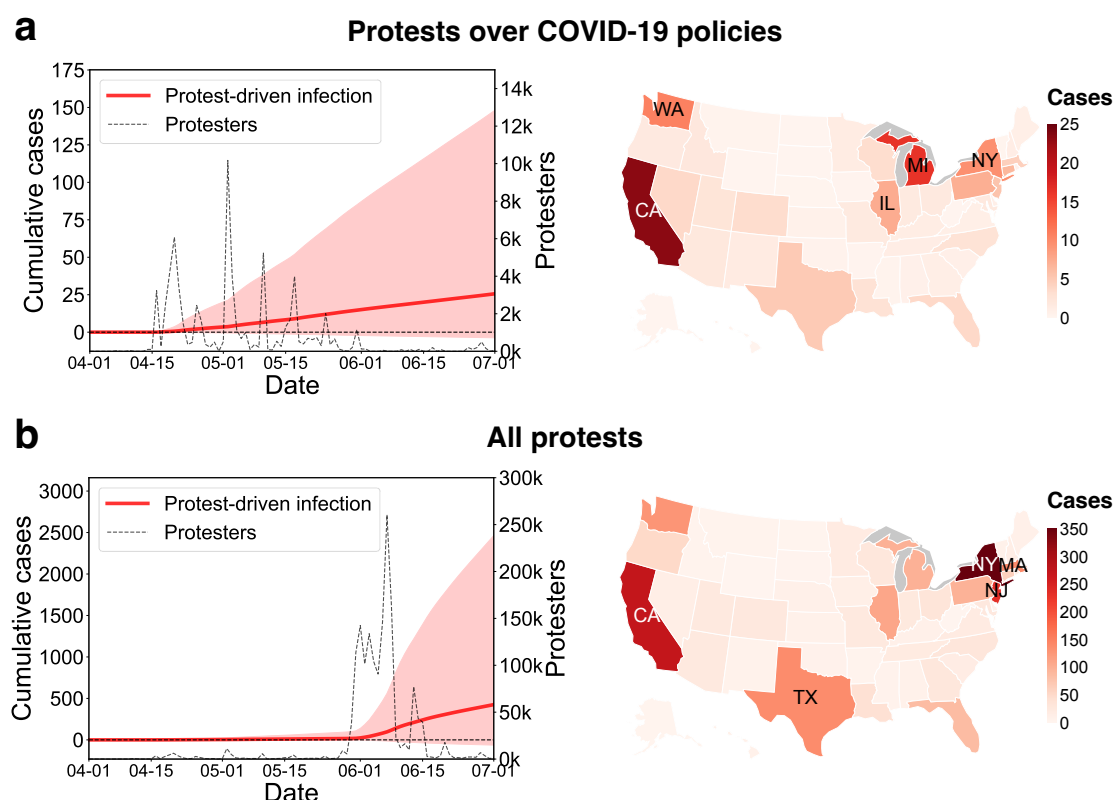 a
Protests over COVID-19 policies
Cumulative cases
175
150
125
100
75
50
25
0
Protest-driven infection
Protesters
14k
12k
10k
8k
6k
4k
2k
0k
Protesters
04-01
04-15
05-01
05-15
06-01
06-15
07-01
Date
WA
CA
IL
MI
NY
Cases
25
20
15
10
5
0
b
All protests
Cumulative cases
3000
2500
2000
1500
1000
500
0
Protest-driven infection
Protesters
300k
250k
200k
150k
100k
50k
0k
Protesters
04-01
04-15
05-01
05-15
06-01
06-15
07-01
Date
CA
TX
NY
MA
NJ
Cases
350
300
250
200
150
100
50
0